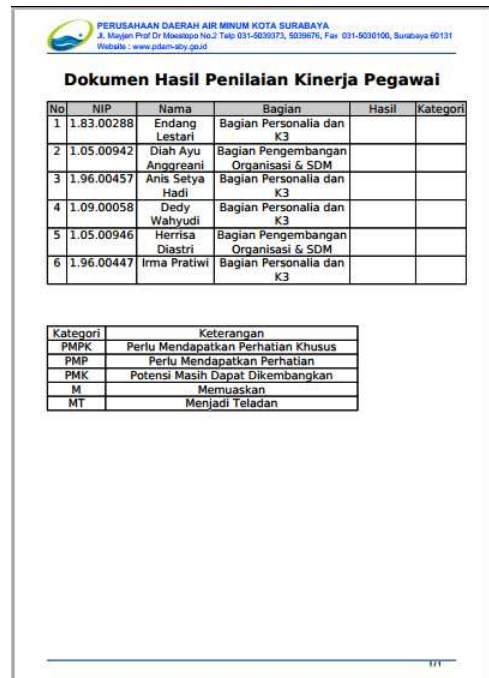 PERUSAHAAN DAERAH AIR MINUM KOTA SURABAYA
Jl. Mayjen Prof Dr Moestopo No.2 Telp 031-5039373, 5039676, Fax 031-5030100, Surabaya 60131
Website : www.pdam-sby.go.id
Dokumen Hasil Penilaian Kinerja Pegawai
No NIP Nama Bagian Hasil Kategori
1 1.83.00288 Endang Lestari Bagian Personalia dan K3
2 1.05.00942 Diah Ayu Anggreani Bagian Pengembangan Organisasi & SDM
3 1.96.00457 Anis Setya Hadi Bagian Personalia dan K3
4 1.09.00058 Dedy Wahyudi Bagian Personalia dan K3
5 1.05.00946 Herrisa Diastri Bagian Pengembangan Organisasi & SDM
6 1.96.00447 Irma Pratiwi Bagian Personalia dan K3
Kategori Keterangan
PMPK Perlu Mendapatkan Perhatian Khusus
PMP Perlu Mendapatkan Perhatian
PMK Potensi Masih Dapat Dikembangkan
M Memuaskan
MT Menjadi Teladan
1/1